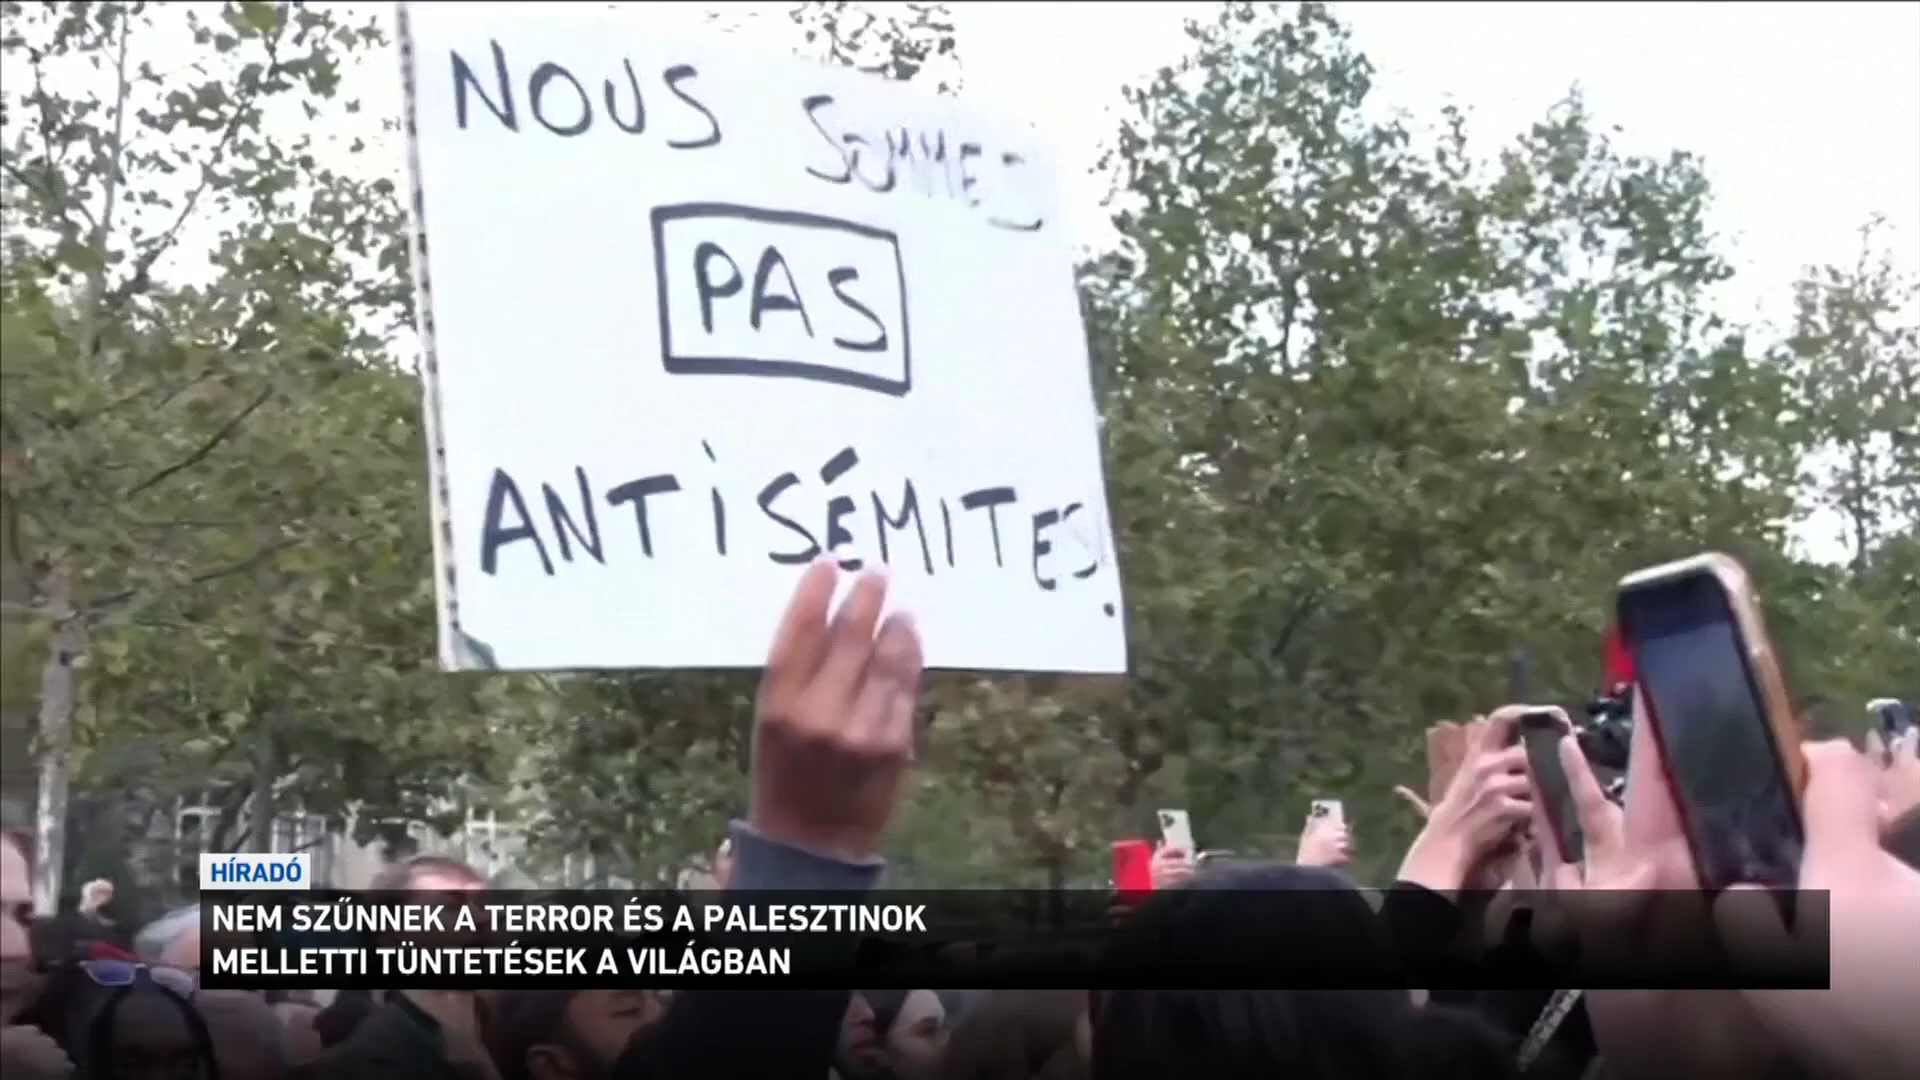 NOUS SOMMES
PAS
ANTISÉMITES!
HÍRADÓ
NEM SZŰNNEK A TERROR ÉS A PALESZTINOK
MELLETTI TÜNTETÉSEK A VILÁGBAN